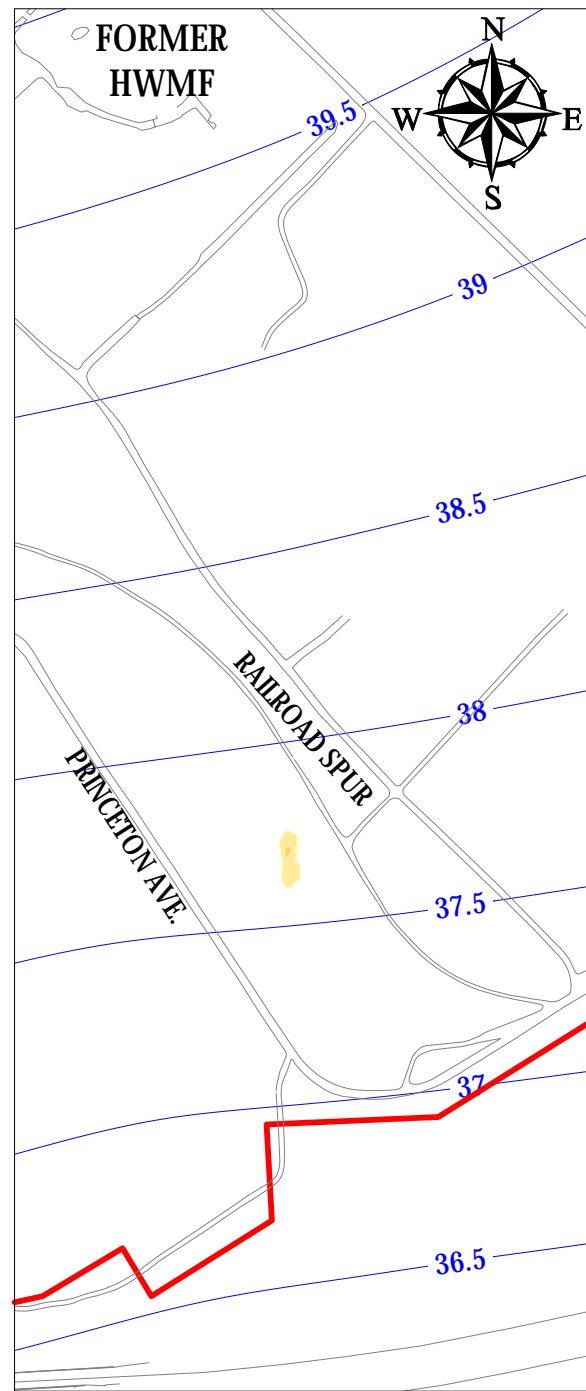 FORMER
HWMF
N
W
E
S
39.5
39
38.5
38
RAILROAD SPUR
PRINCETON AVE.
37.5
37
36.5